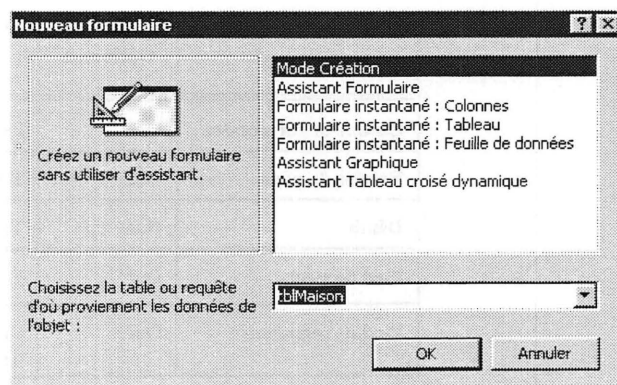 Nouveau formulaire
Mode Création
Assistant Formulaire
Formulaire instantané : Colonnes
Formulaire instantané : Tableau
Formulaire instantané : Feuille de données
Assistant Graphique
Assistant Tableau croisé dynamique
Créez un nouveau formulaire
sans utiliser d'assistant.
Choisissez la table ou requête
d'où proviennent les données de
l'objet :
tblMaison
OK
Annuler